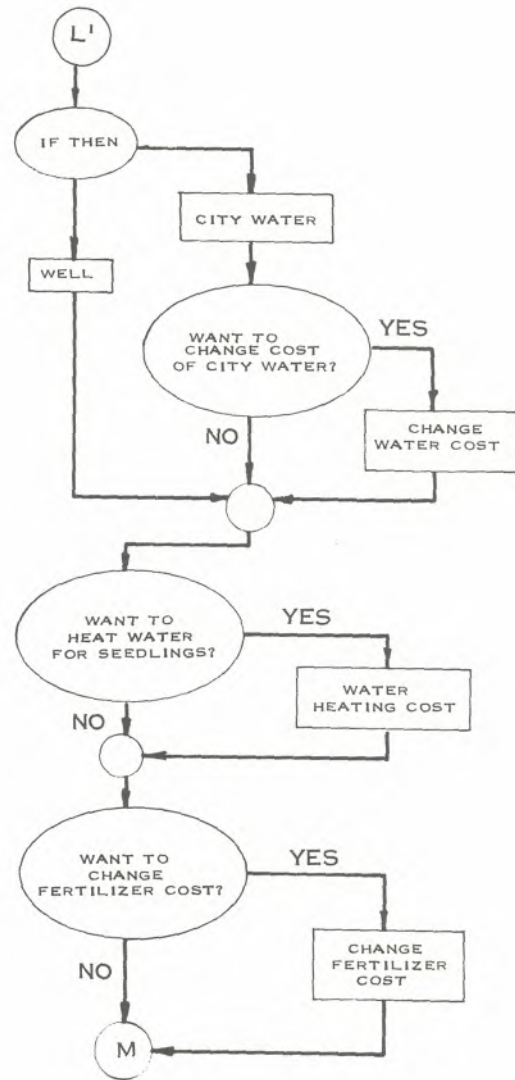 L'
IF THEN
CITY WATER
WELL
WANT TO
CHANGE COST
OF CITY WATER?
YES
NO
CHANGE
WATER COST
WANT TO
HEAT WATER
FOR SEEDLINGS?
YES
NO
WATER
HEATING COST
WANT TO
CHANGE
FERTILIZER COST?
YES
NO
CHANGE
FERTILIZER
COST
M